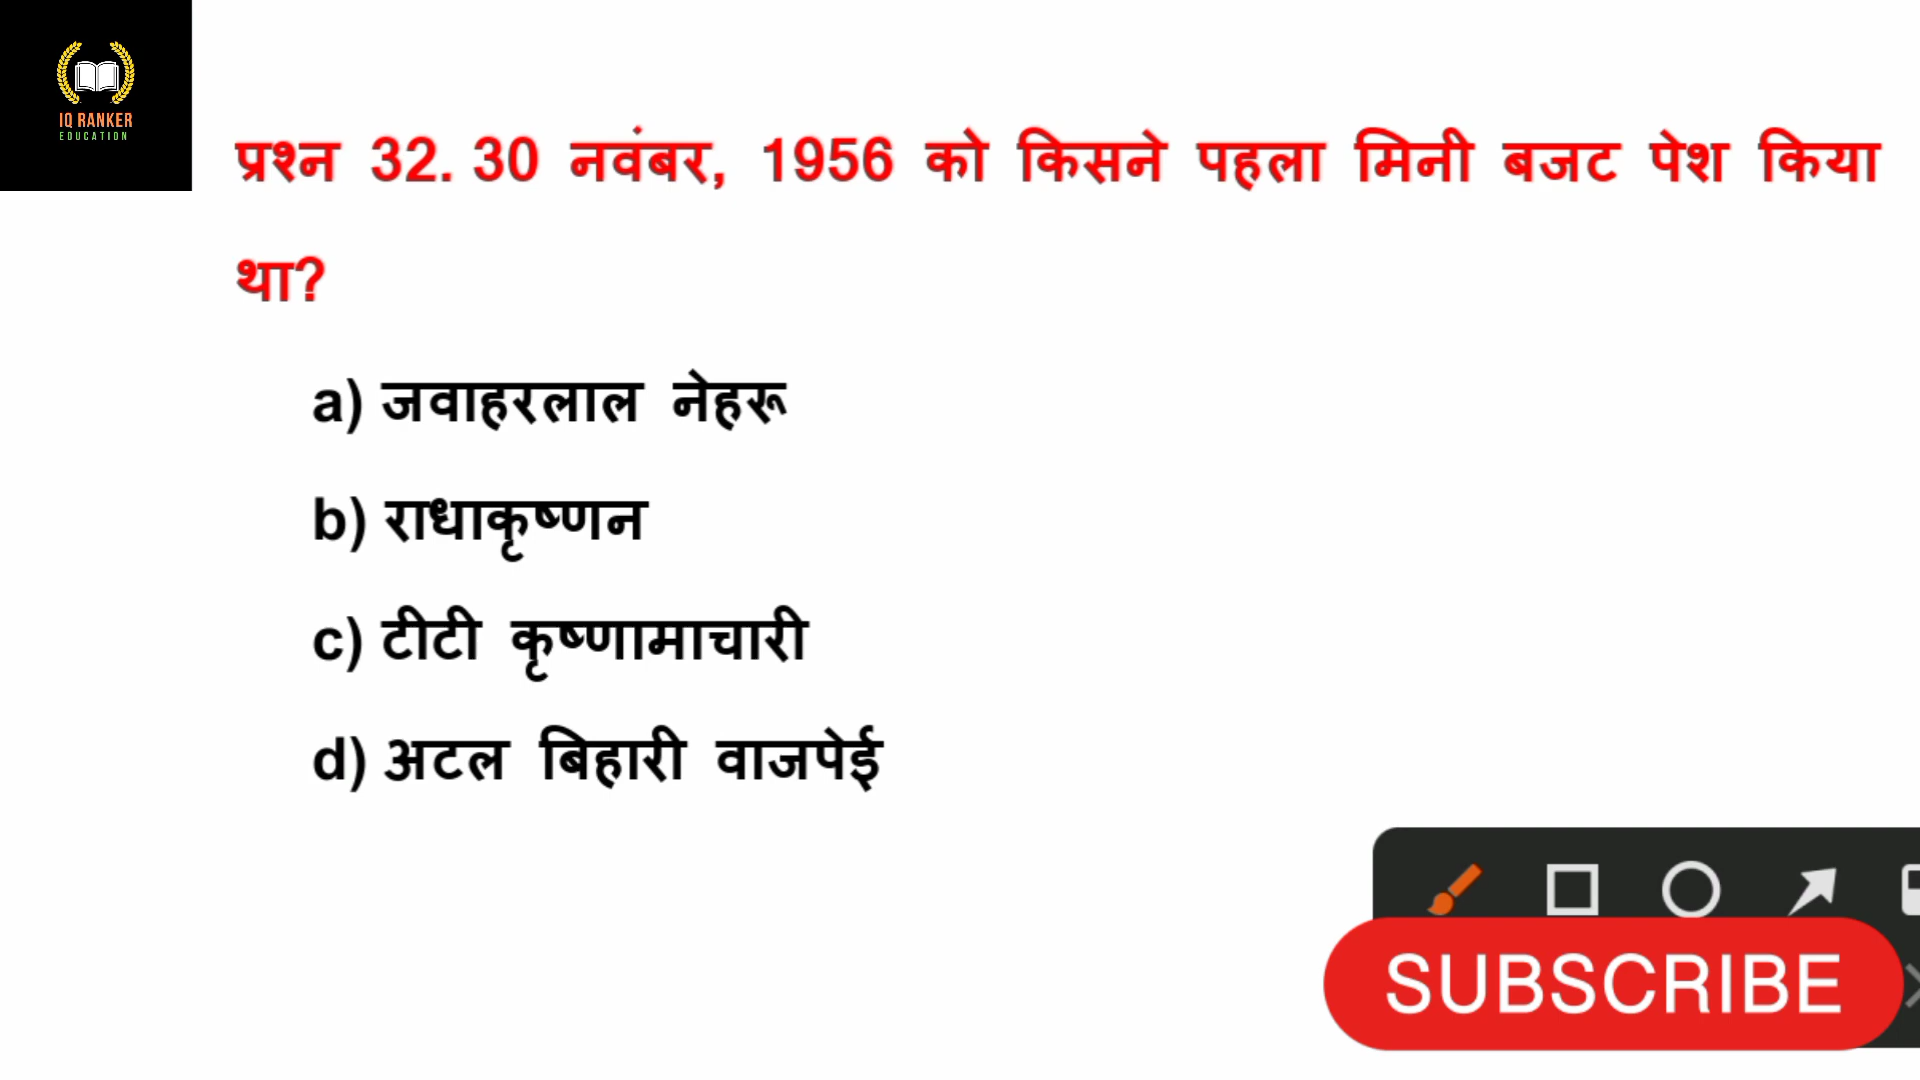 IQ RANKER
EDUCATION
प्रश्न 32. 30 नवंबर, 1956 को किसने पहला मिनी बजट पेश किया
था?
a) जवाहरलाल नेहरू
b) राधाकृष्णन
c) टीटी कृष्णामाचारी
d) अटल बिहारी वाजपेई
SUBSCRIBE